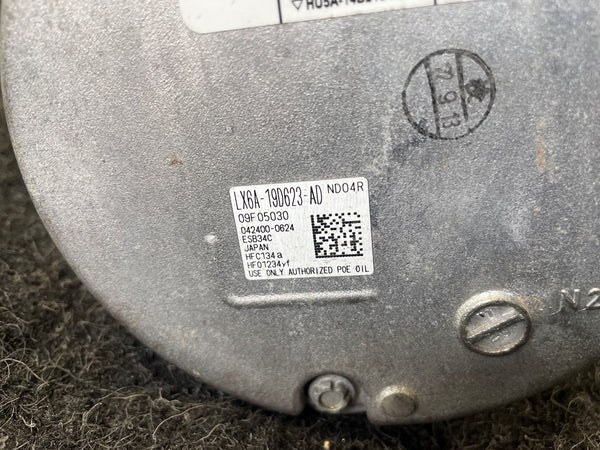 LX6A-19D623-AD ND04R
09F05030
042400-0624
ESB34C
JAPAN
HFC134a
HFO1234yf
USE ONLY AUTHORIZED POE OIL